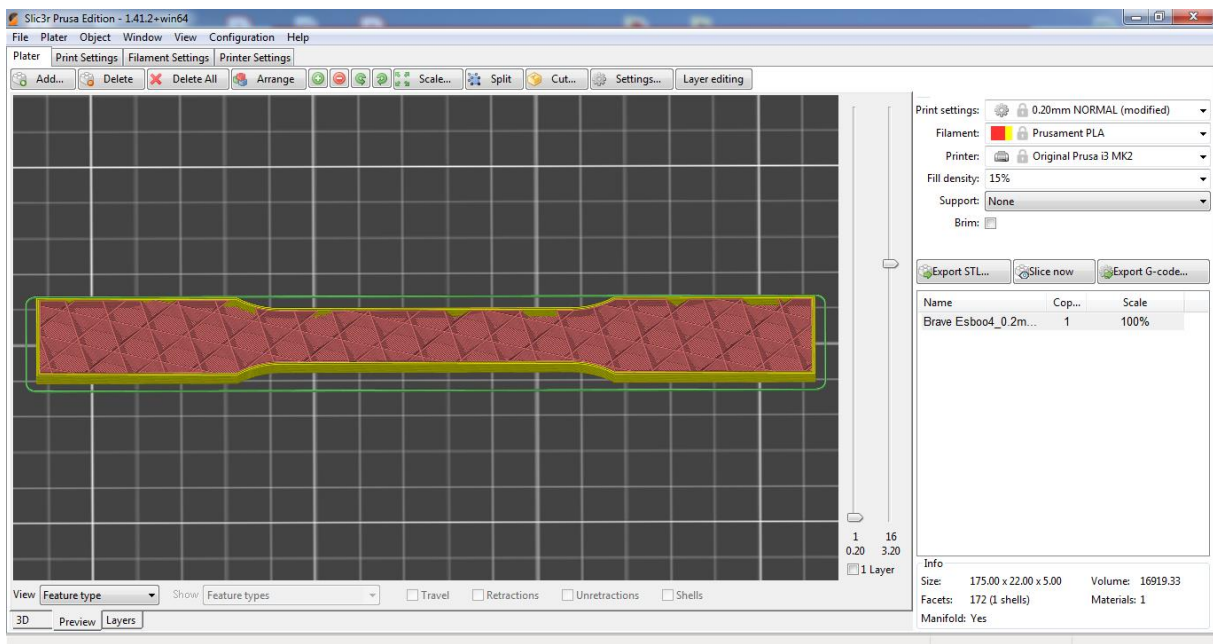 Slic3r Prusa Edition - 1.41.2+win64
File Plater Object Window View Configuration Help
Plater Print Settings Filament Settings Printer Settings
Add... Delete Delete All Arrange Scale... Split Cut... Settings... Layer editing
Print settings: 0.20mm NORMAL (modified)
Filament: Prusament PLA
Printer: Original Prusa i3 MK2
Fill density: 15%
Support: None
Brim:
Export STL... Slice now Export G-code...
Name Cop... Scale
Brave Esboo4_0.2m... 1 100%
1 16
0.20 3.20
1 Layer
Info
Size: 175.00 x 22.00 x 5.00 Volume: 16919.33
Facets: 172 (1 shells) Materials: 1
Manifold: Yes
View Feature type Show Feature types Travel Retractions Unretractions Shells
3D Preview Layers